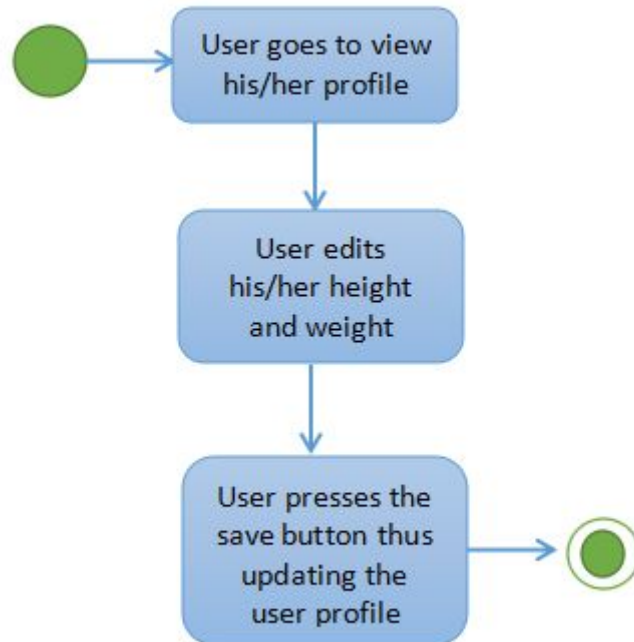 User goes to view
his/her profile
User edits
his/her height
and weight
User presses the
save button thus
updating the
user profile